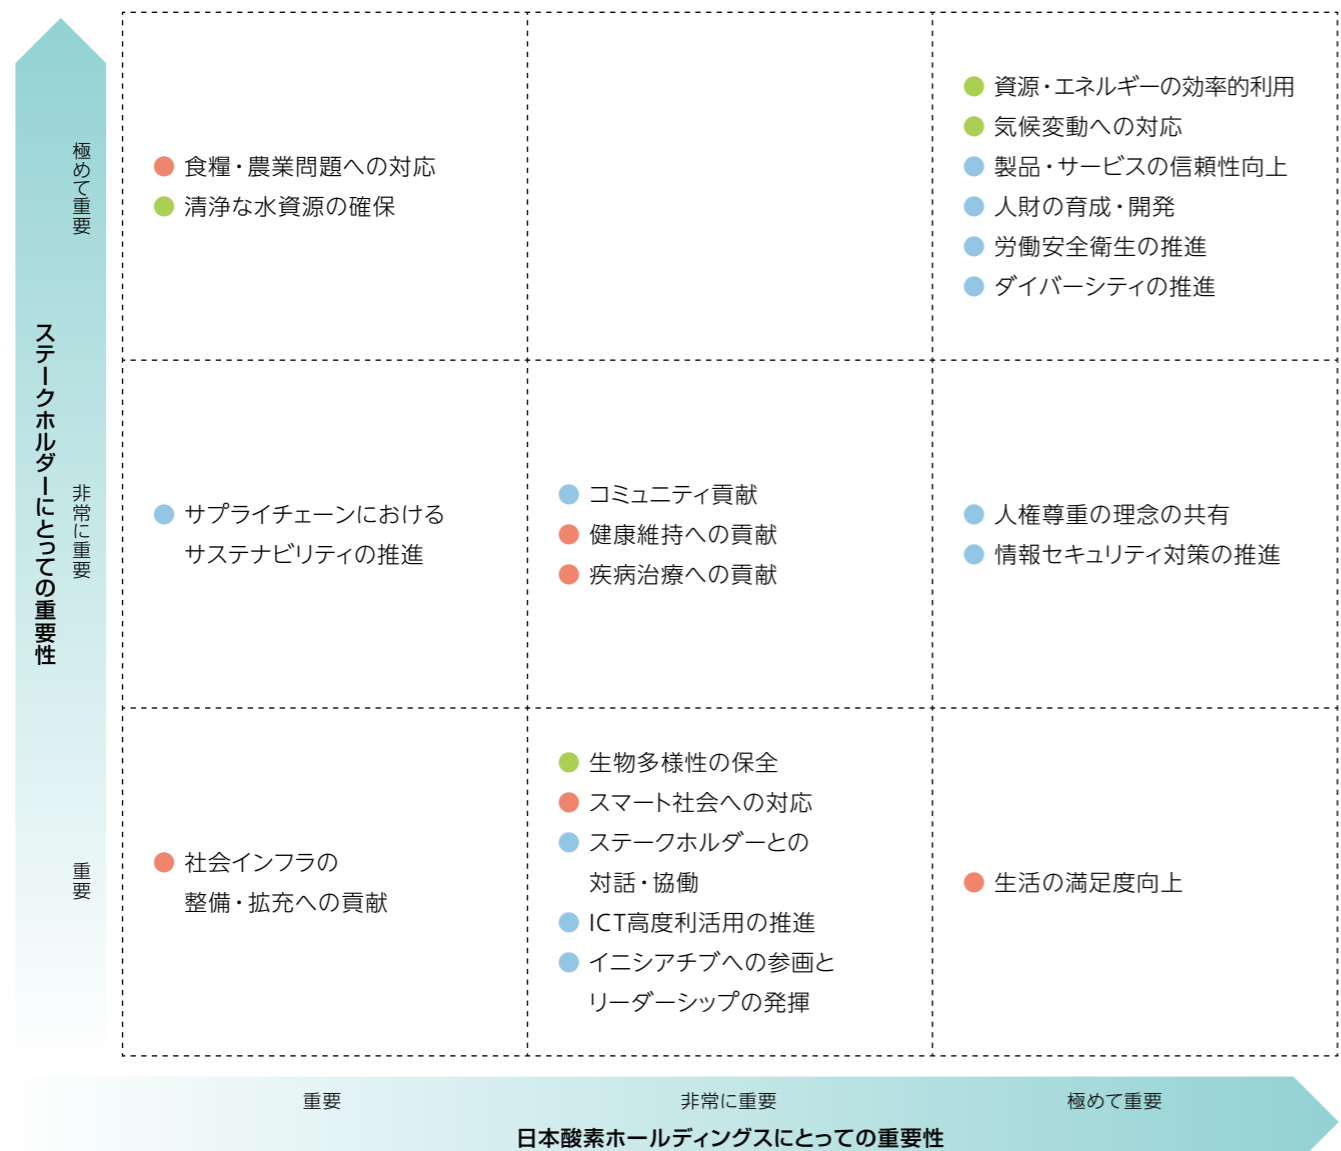 ステークホルダーにとっての重要性
極めて重要
食糧・農業問題への対応
清浄な水資源の確保
資源・エネルギーの効率的利用
気候変動への対応
製品・サービスの信頼性向上
人財の育成・開発
労働安全衛生の推進
ダイバーシティの推進
非常に重要
サプライチェーンにおける
サステナビリティの推進
コミュニティ貢献
健康維持への貢献
疾病治療への貢献
人権尊重の理念の共有
情報セキュリティ対策の推進
重要
社会インフラの
整備・拡充への貢献
生物多様性の保全
スマート社会への対応
ステークホルダーとの
対話・協働
ICT高度利活用の推進
イニシアチブへの参画と
リーダーシップの発揮
生活の満足度向上
重要
非常に重要
極めて重要
日本酸素ホールディングスにとっての重要性